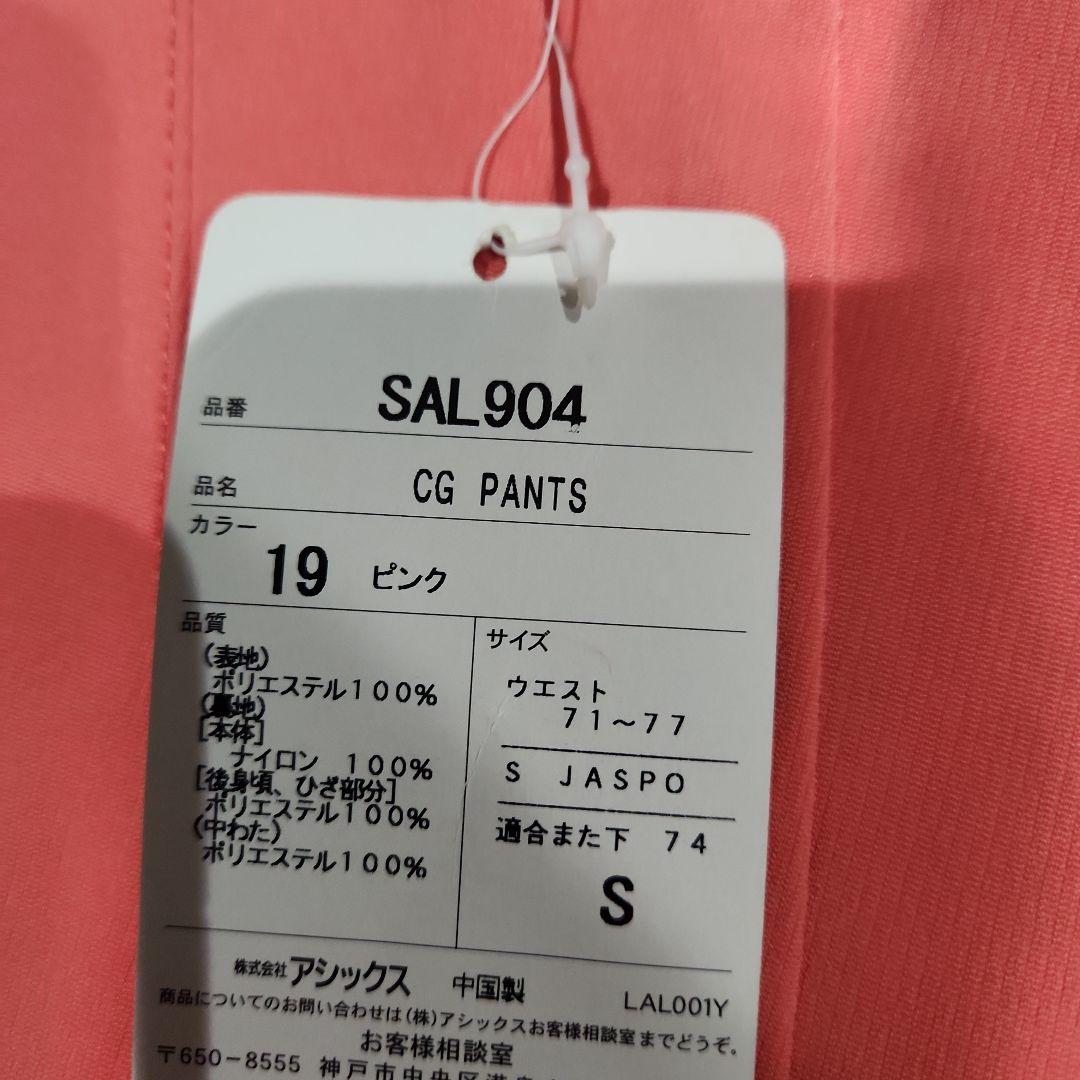 品番 SAL904
品名 CG PANTS
カラー
19 ピンク
品質
(表地)
ポリエステル100%
(裏地)
[本体]
ナイロン 100%
[後身頃、ひざ部分]
ポリエステル100%
(中わた)
ポリエステル100%
サイズ
ウエスト
71～77
S JASPO
適合また下 74
S
株式会社アシックス 中国製 LAL001Y
商品についてのお問い合わせは(株)アシックスお客様相談室までどうぞ。
お客様相談室
〒650-8555 神戸市中央区港島